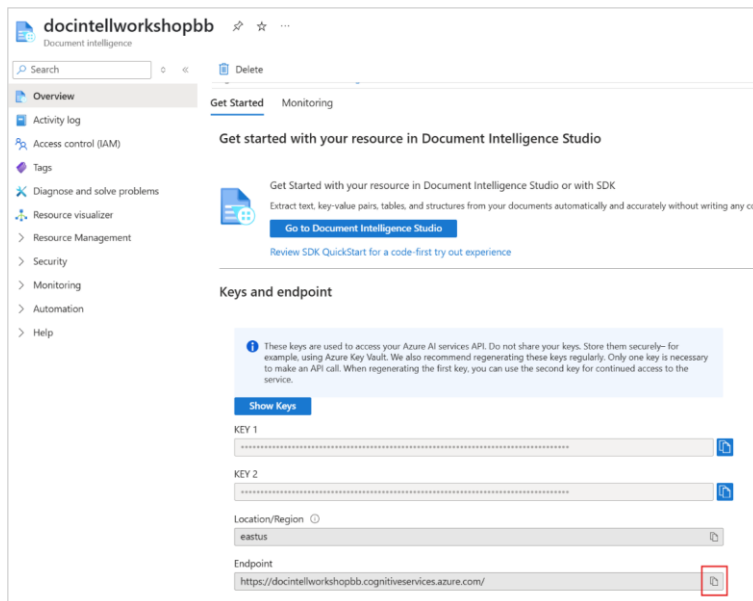 docintellworkshopbb
Document intelligence
Search
Delete
Overview
Activity log
Access control (IAM)
Tags
Diagnose and solve problems
Resource visualizer
Resource Management
Security
Monitoring
Automation
Help
Get Started Monitoring
Get started with your resource in Document Intelligence Studio
Get Started with your resource in Document Intelligence Studio or with SDK
Extract text, key-value pairs, tables, and structures from your documents automatically and accurately without writing any
Go to Document Intelligence Studio
Review SDK QuickStart for a code-first try out experience
Keys and endpoint
These keys are used to access your Azure AI services API. Do not share your keys. Store them securely– for
example, using Azure Key Vault. We also recommend regenerating these keys regularly. Only one key is necessary
to make an API call. When regenerating the first key, you can use the second key for continued access to the
service.
Show Keys
KEY 1
KEY 2
Location/Region
eastus
Endpoint
https://docintellworkshopbb.cognitiveservices.azure.com/